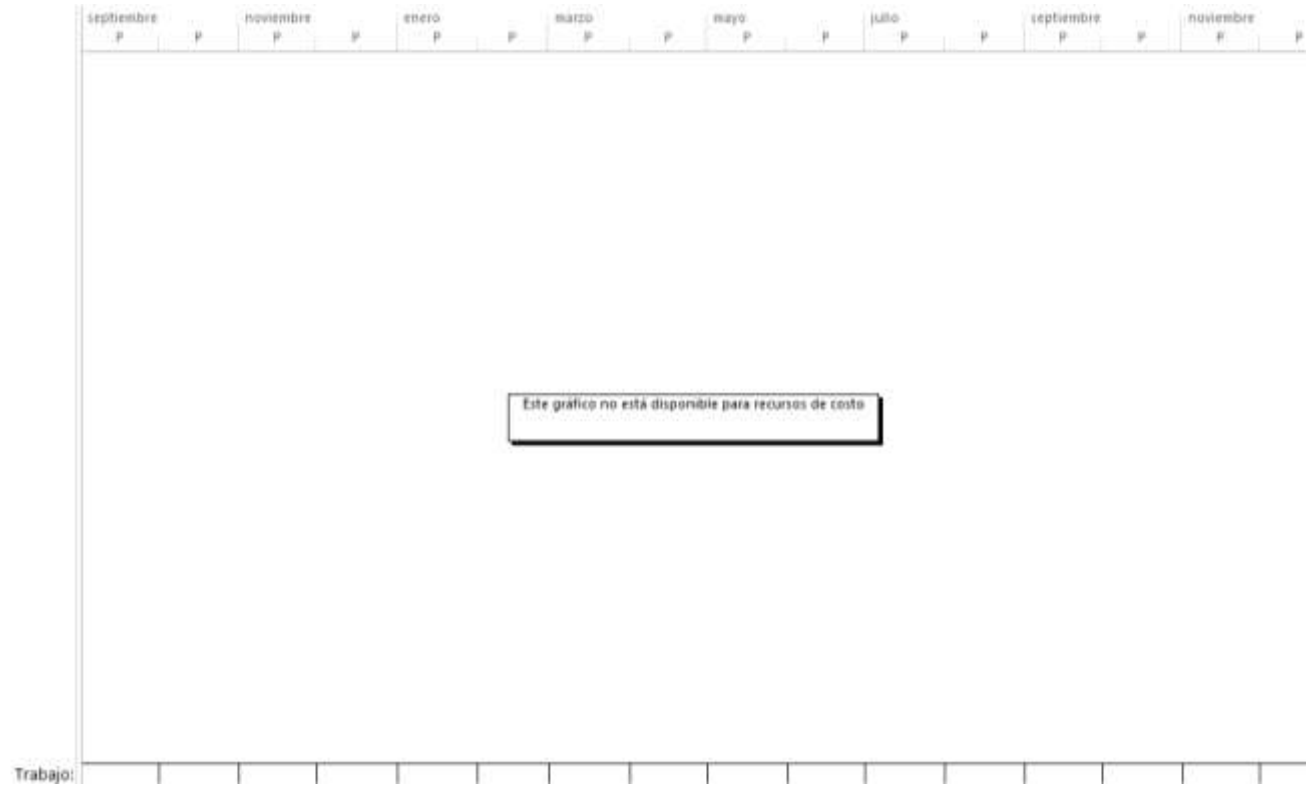 septiembre noviembre enero marzo mayo julio septiembre noviembre
P P P P P P P P P P P P P P P P
Este gráfico no está disponible para recursos de costo
Trabajo: